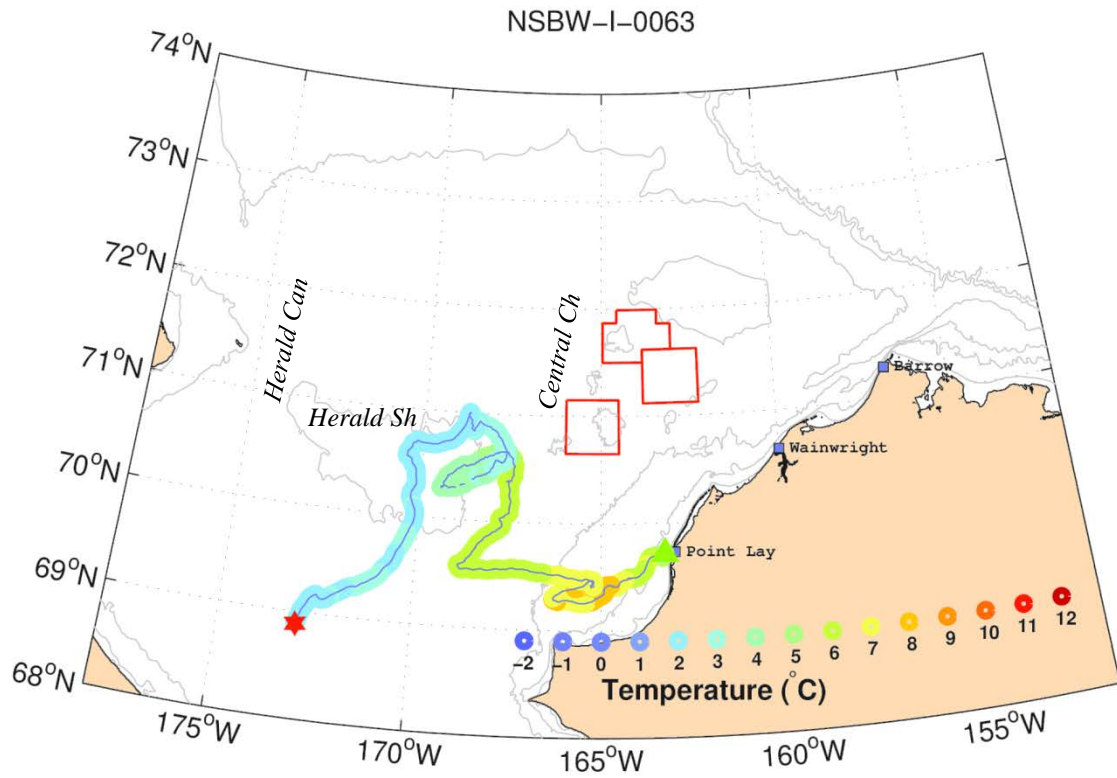 NSBW-I-0063
74°N
73°N
72°N
71°N
70°N
69°N
68°N
Herald Can
Herald Sh
Central Ch
Barrow
Wainwright
Point Lay
-2 -1 0 1 2 3 4 5 6 7 8 9 10 11 12
Temperature (°C)
175°W 170°W 165°W 160°W 155°W